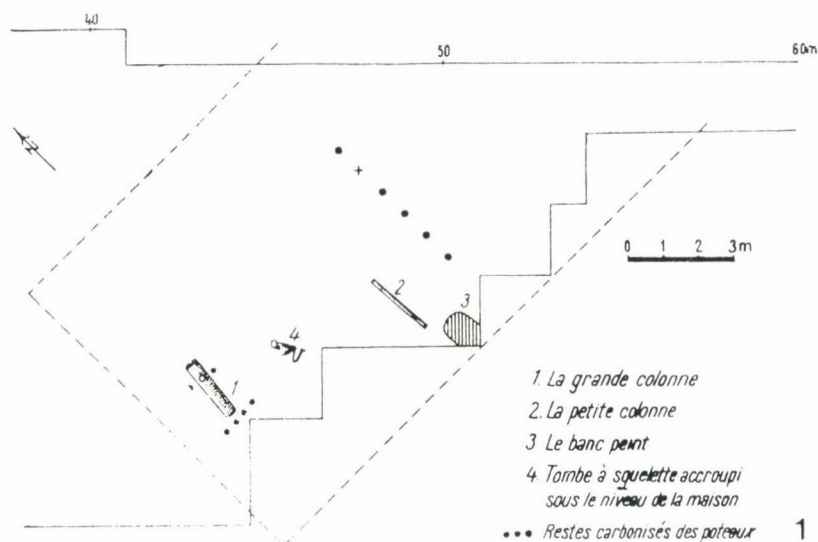 40
50
60m
N
0 1 2 3m
2
3
4
1
1. La grande colonne
2. La petite colonne
3 Le banc peint
4. Tombe à squelette accroupi
sous le niveau de la maison
••• Restes carbonisés des poteaux
1